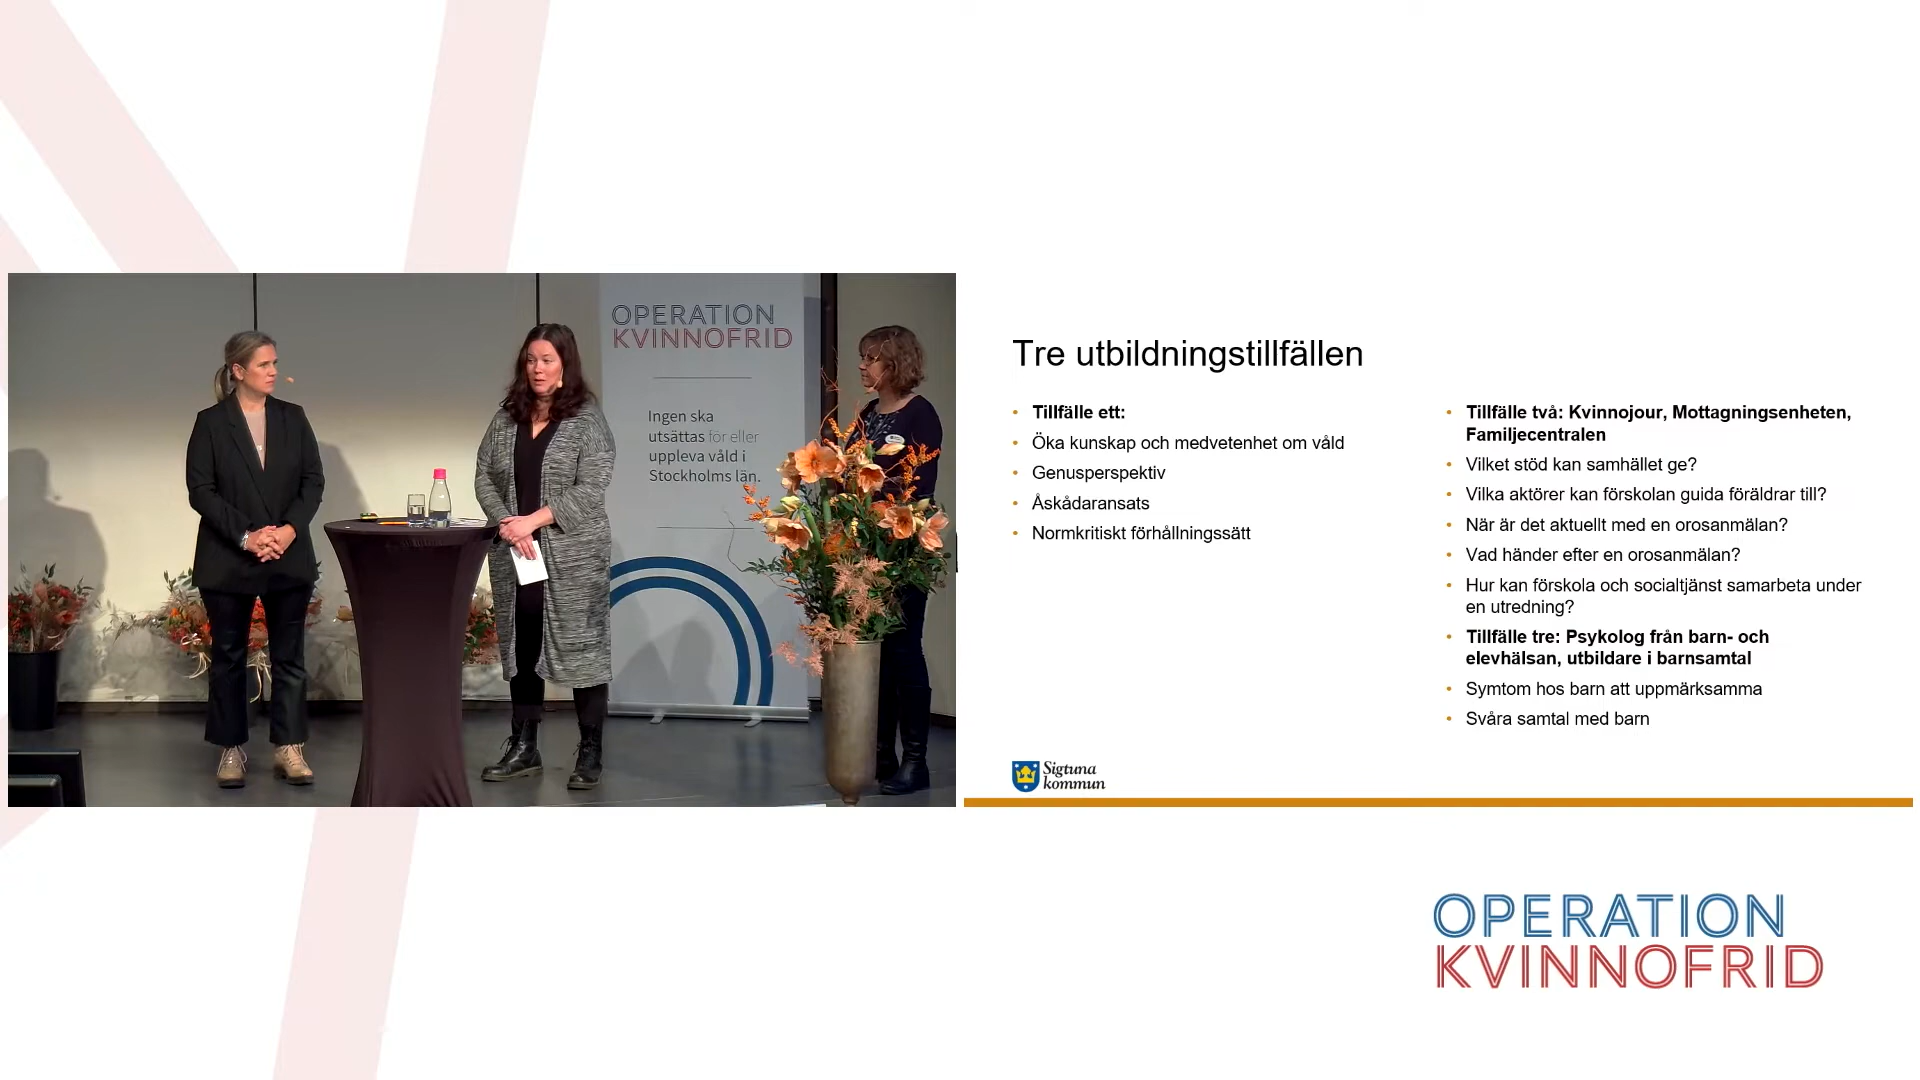 OPERATION
KVINNOFRID
Ingen ska
utsättas för eller
uppleva våld i
Stockholms län.
Tre utbildningstillfällen
• Tillfälle ett:
• Öka kunskap och medvetenhet om våld
• Genusperspektiv
• Åskådaransats
• Normkritiskt förhållningssätt
• Tillfälle två: Kvinnojour, Mottagningsenheten,
Familjecentralen
• Vilket stöd kan samhället ge?
• Vilka aktörer kan förskolan guida föräldrar till?
• När är det aktuellt med en orosanmälan?
• Vad händer efter en orosanmälan?
• Hur kan förskola och socialtjänst samarbeta under
en utredning?
• Tillfälle tre: Psykolog från barn- och
elevhälsan, utbildare i barnsamtal
• Symtom hos barn att uppmärksamma
• Svåra samtal med barn
Sigtuna
kommun
OPERATION
KVINNOFRID